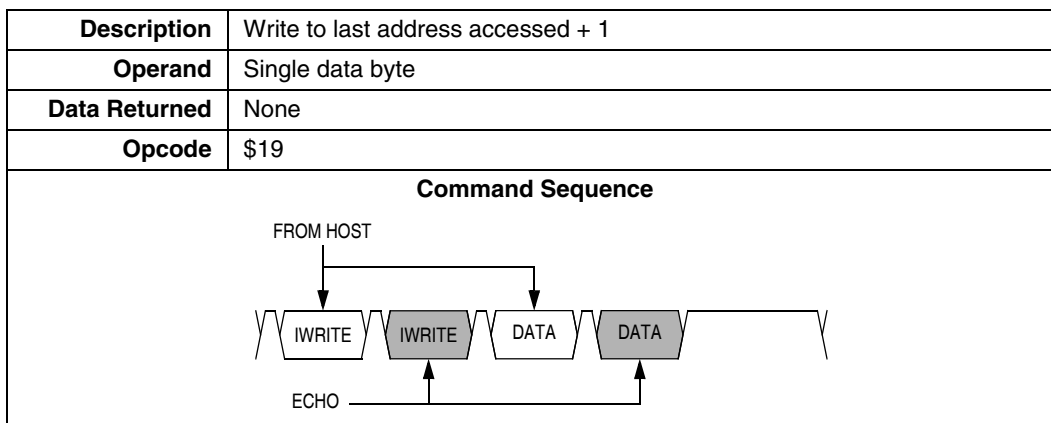 Description Write to last address accessed + 1
Operand Single data byte
Data Returned None
Opcode $19
Command Sequence
FROM HOST
IWRITE IWRITE DATA DATA
ECHO